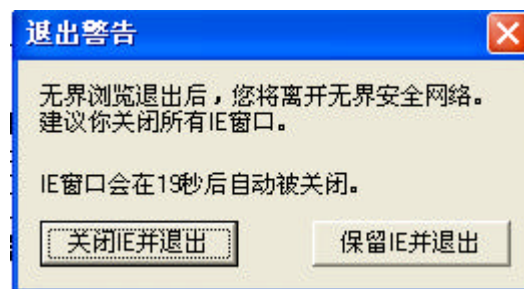 退出警告
无界浏览退出后，您将离开无界安全网络。
建议你关闭所有IE窗口。
IE窗口会在19秒后自动被关闭。
关闭IE并退出
保留IE并退出